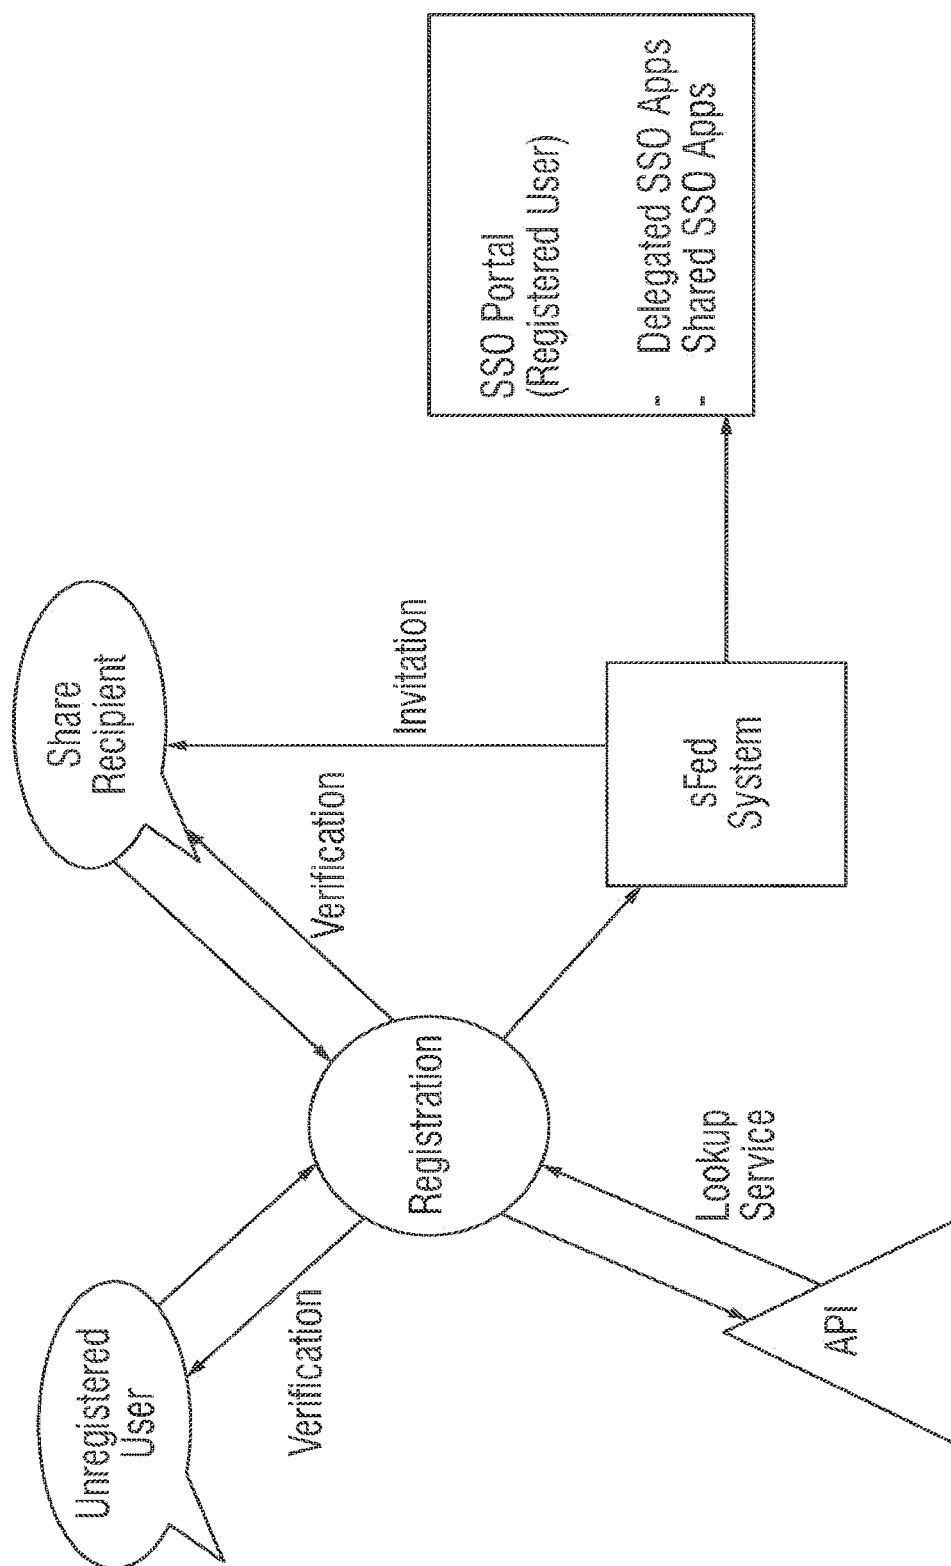 Unregistered
User
Share
Recipient
Verification
Verification
Invitation
Registration
SSO Portal
(Registered User)
- Delegated SSO Apps
- Shared SSO Apps
sFed
System
Lookup
Service
API